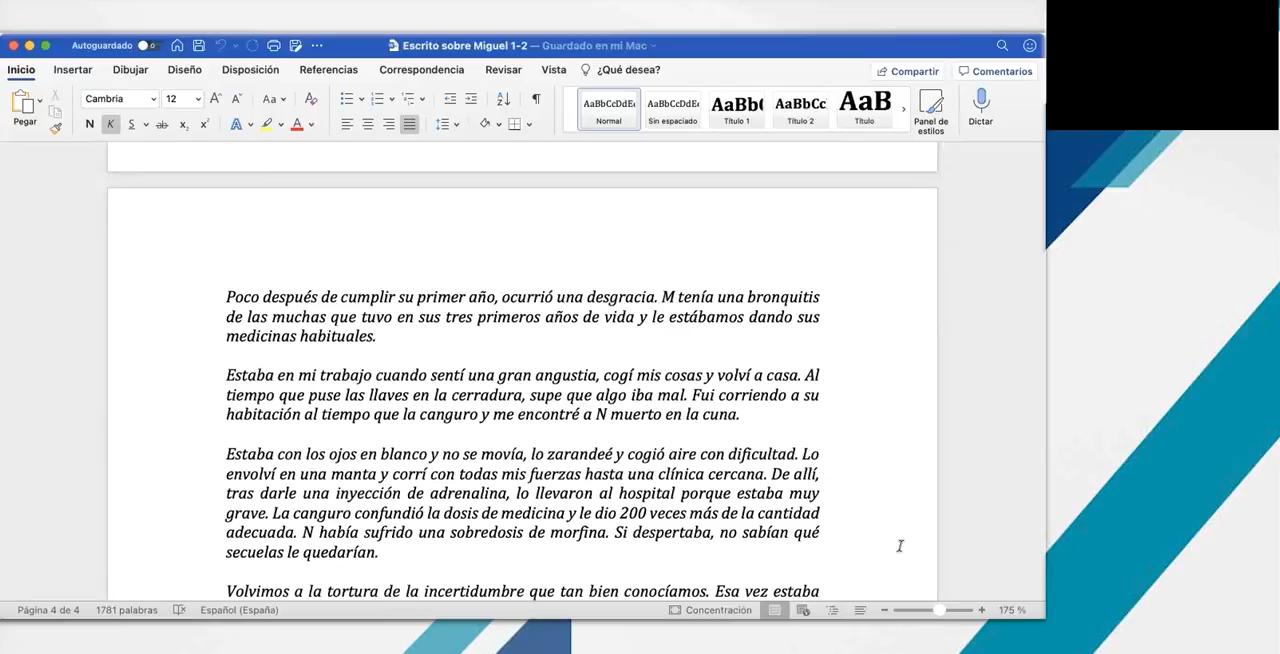 Autoguardado
Escrito sobre Miguel 1-2 — Guardado en mi Mac
Inicio Insertar Dibujar Diseño Disposición Referencias Correspondencia Revisar Vista ¿Qué desea? Compartir Comentarios
Pegar Cambria 12 A A Aa A AaBbCcDdEe AaBbCcDdEe AaBb( AaBbCc AaB
N K S ab x₂ x² A A Normal Sin espaciado Título 1 Título 2 Título Panel de estilos Dictar
Poco después de cumplir su primer año, ocurrió una desgracia. M tenía una bronquitis
de las muchas que tuvo en sus tres primeros años de vida y le estábamos dando sus
medicinas habituales.
Estaba en mi trabajo cuando sentí una gran angustia, cogí mis cosas y volví a casa. Al
tiempo que puse las llaves en la cerradura, supe que algo iba mal. Fui corriendo a su
habitación al tiempo que la canguro y me encontré a N muerto en la cuna.
Estaba con los ojos en blanco y no se movía, lo zarandeé y cogió aire con dificultad. Lo
envolví en una manta y corrí con todas mis fuerzas hasta una clínica cercana. De allí,
tras darle una inyección de adrenalina, lo llevaron al hospital porque estaba muy
grave. La canguro confundió la dosis de medicina y le dio 200 veces más de la cantidad
adecuada. N había sufrido una sobredosis de morfina. Si despertaba, no sabían qué
secuelas le quedarían.
Volvimos a la tortura de la incertidumbre que tan bien conocíamos. Esa vez estaba
Página 4 de 4 1781 palabras Español (España) Concentración 175 %